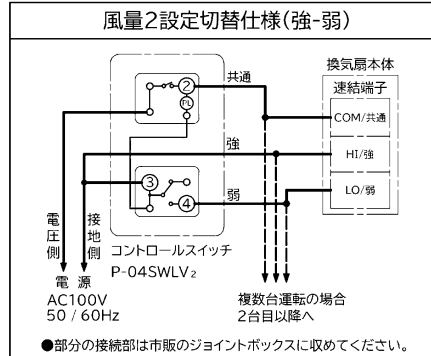 風量2設定切替仕様(強-弱)
換気扇本体
速結端子
共通
COM/共通
強
HI/強
弱
LO/弱
② 
PL
③
④
電圧側
接地側
電源
AC100V
50 / 60Hz
コントロールスイッチ
P-04SWLV₂
複数台運転の場合
2台目以降へ
●部分の接続部は市販のジョイントボックスに収めてください。